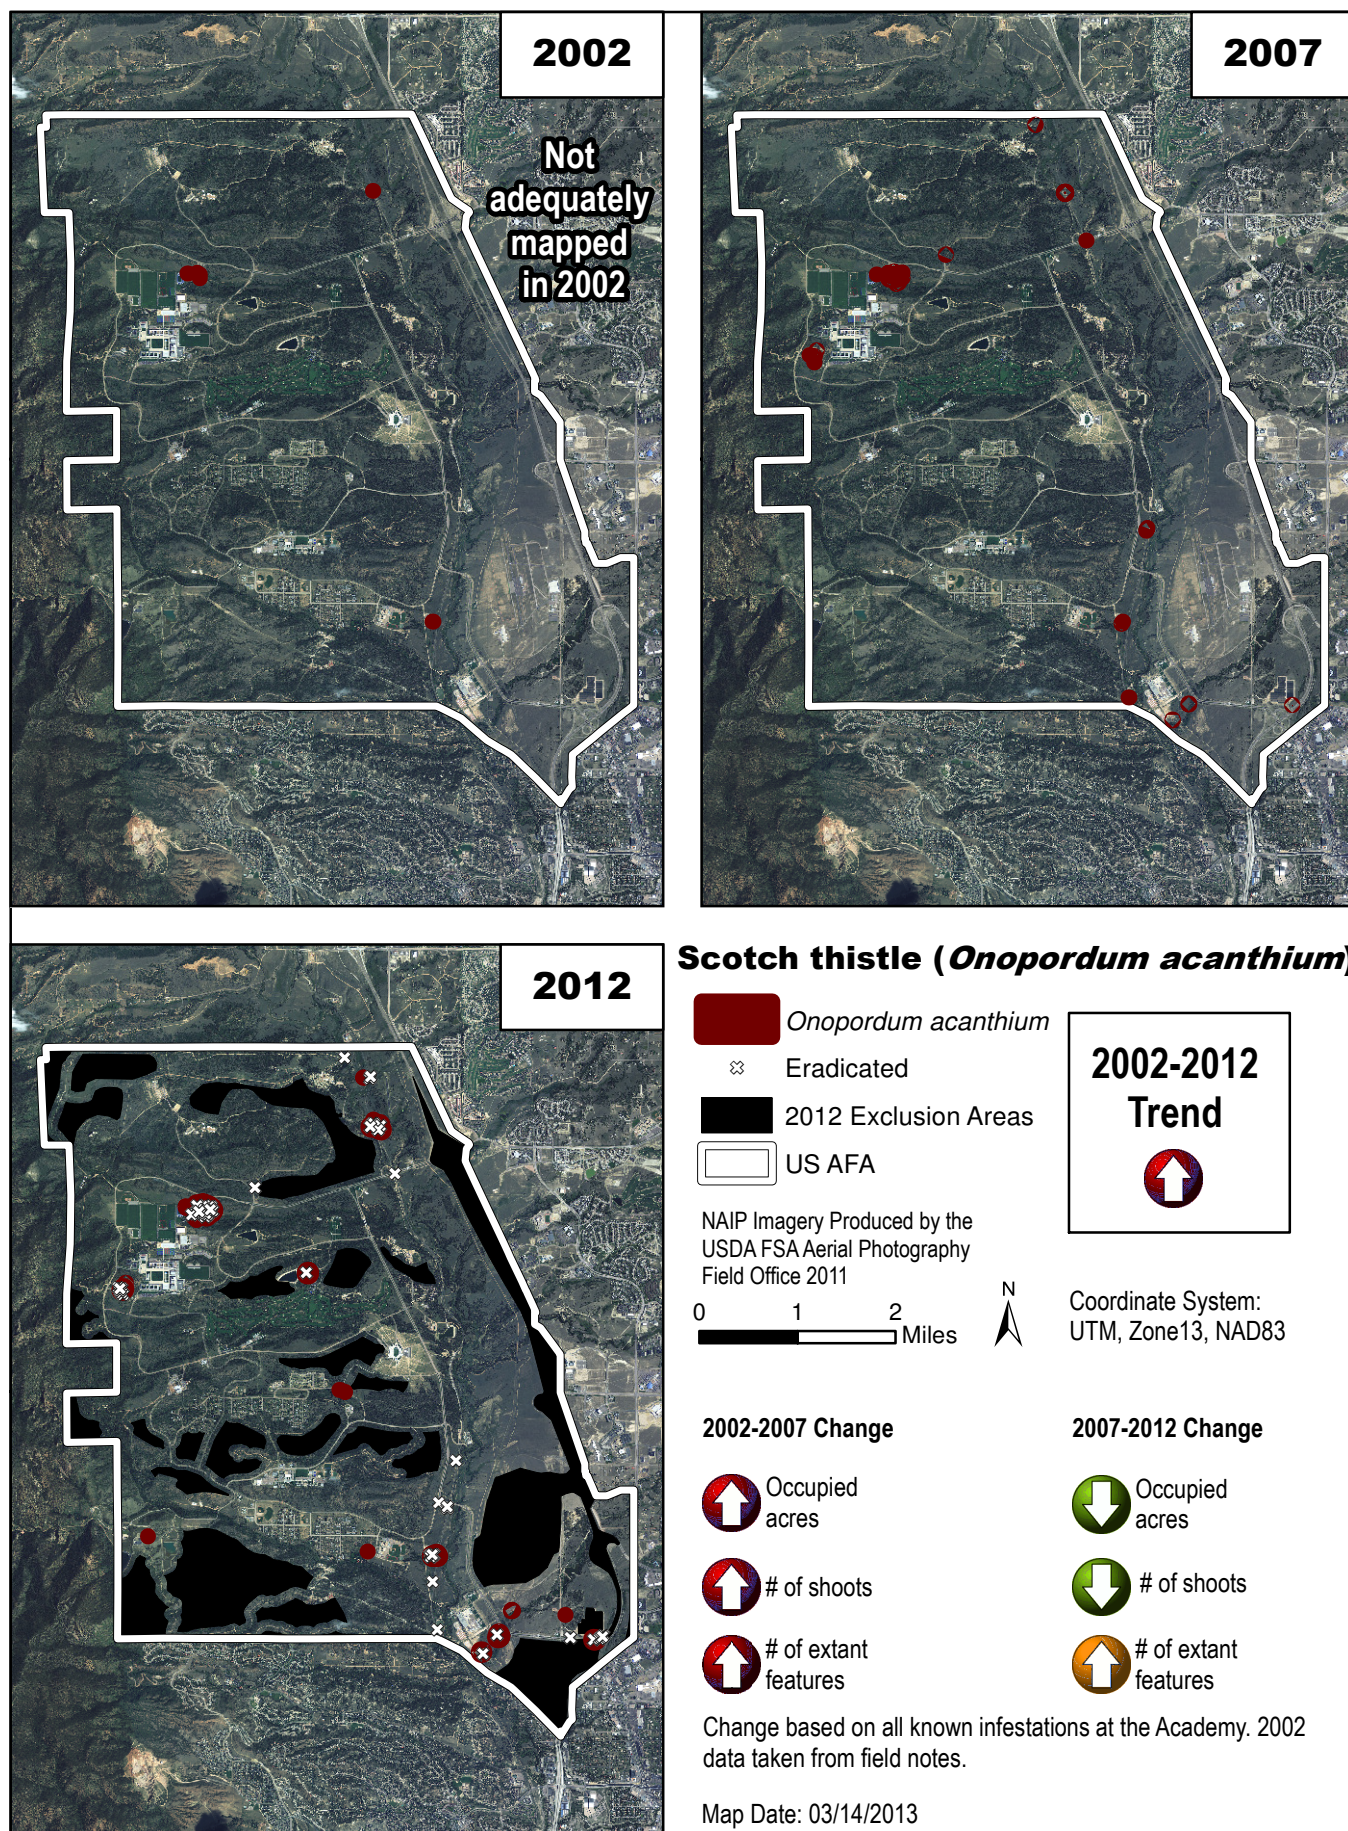 2002
Not
adequately
mapped
in 2002
2007
2012
Scotch thistle (Onopordum acanthium)
Onopordum acanthium
Eradicated
2012 Exclusion Areas
US AFA
2002-2012
Trend
NAIP Imagery Produced by the
USDA FSA Aerial Photography
Field Office 2011
0 1 2
Miles
N
Coordinate System:
UTM, Zone13, NAD83
2002-2007 Change
Occupied
acres
# of shoots
# of extant
features
2007-2012 Change
Occupied
acres
# of shoots
# of extant
features
Change based on all known infestations at the Academy. 2002
data taken from field notes.
Map Date: 03/14/2013